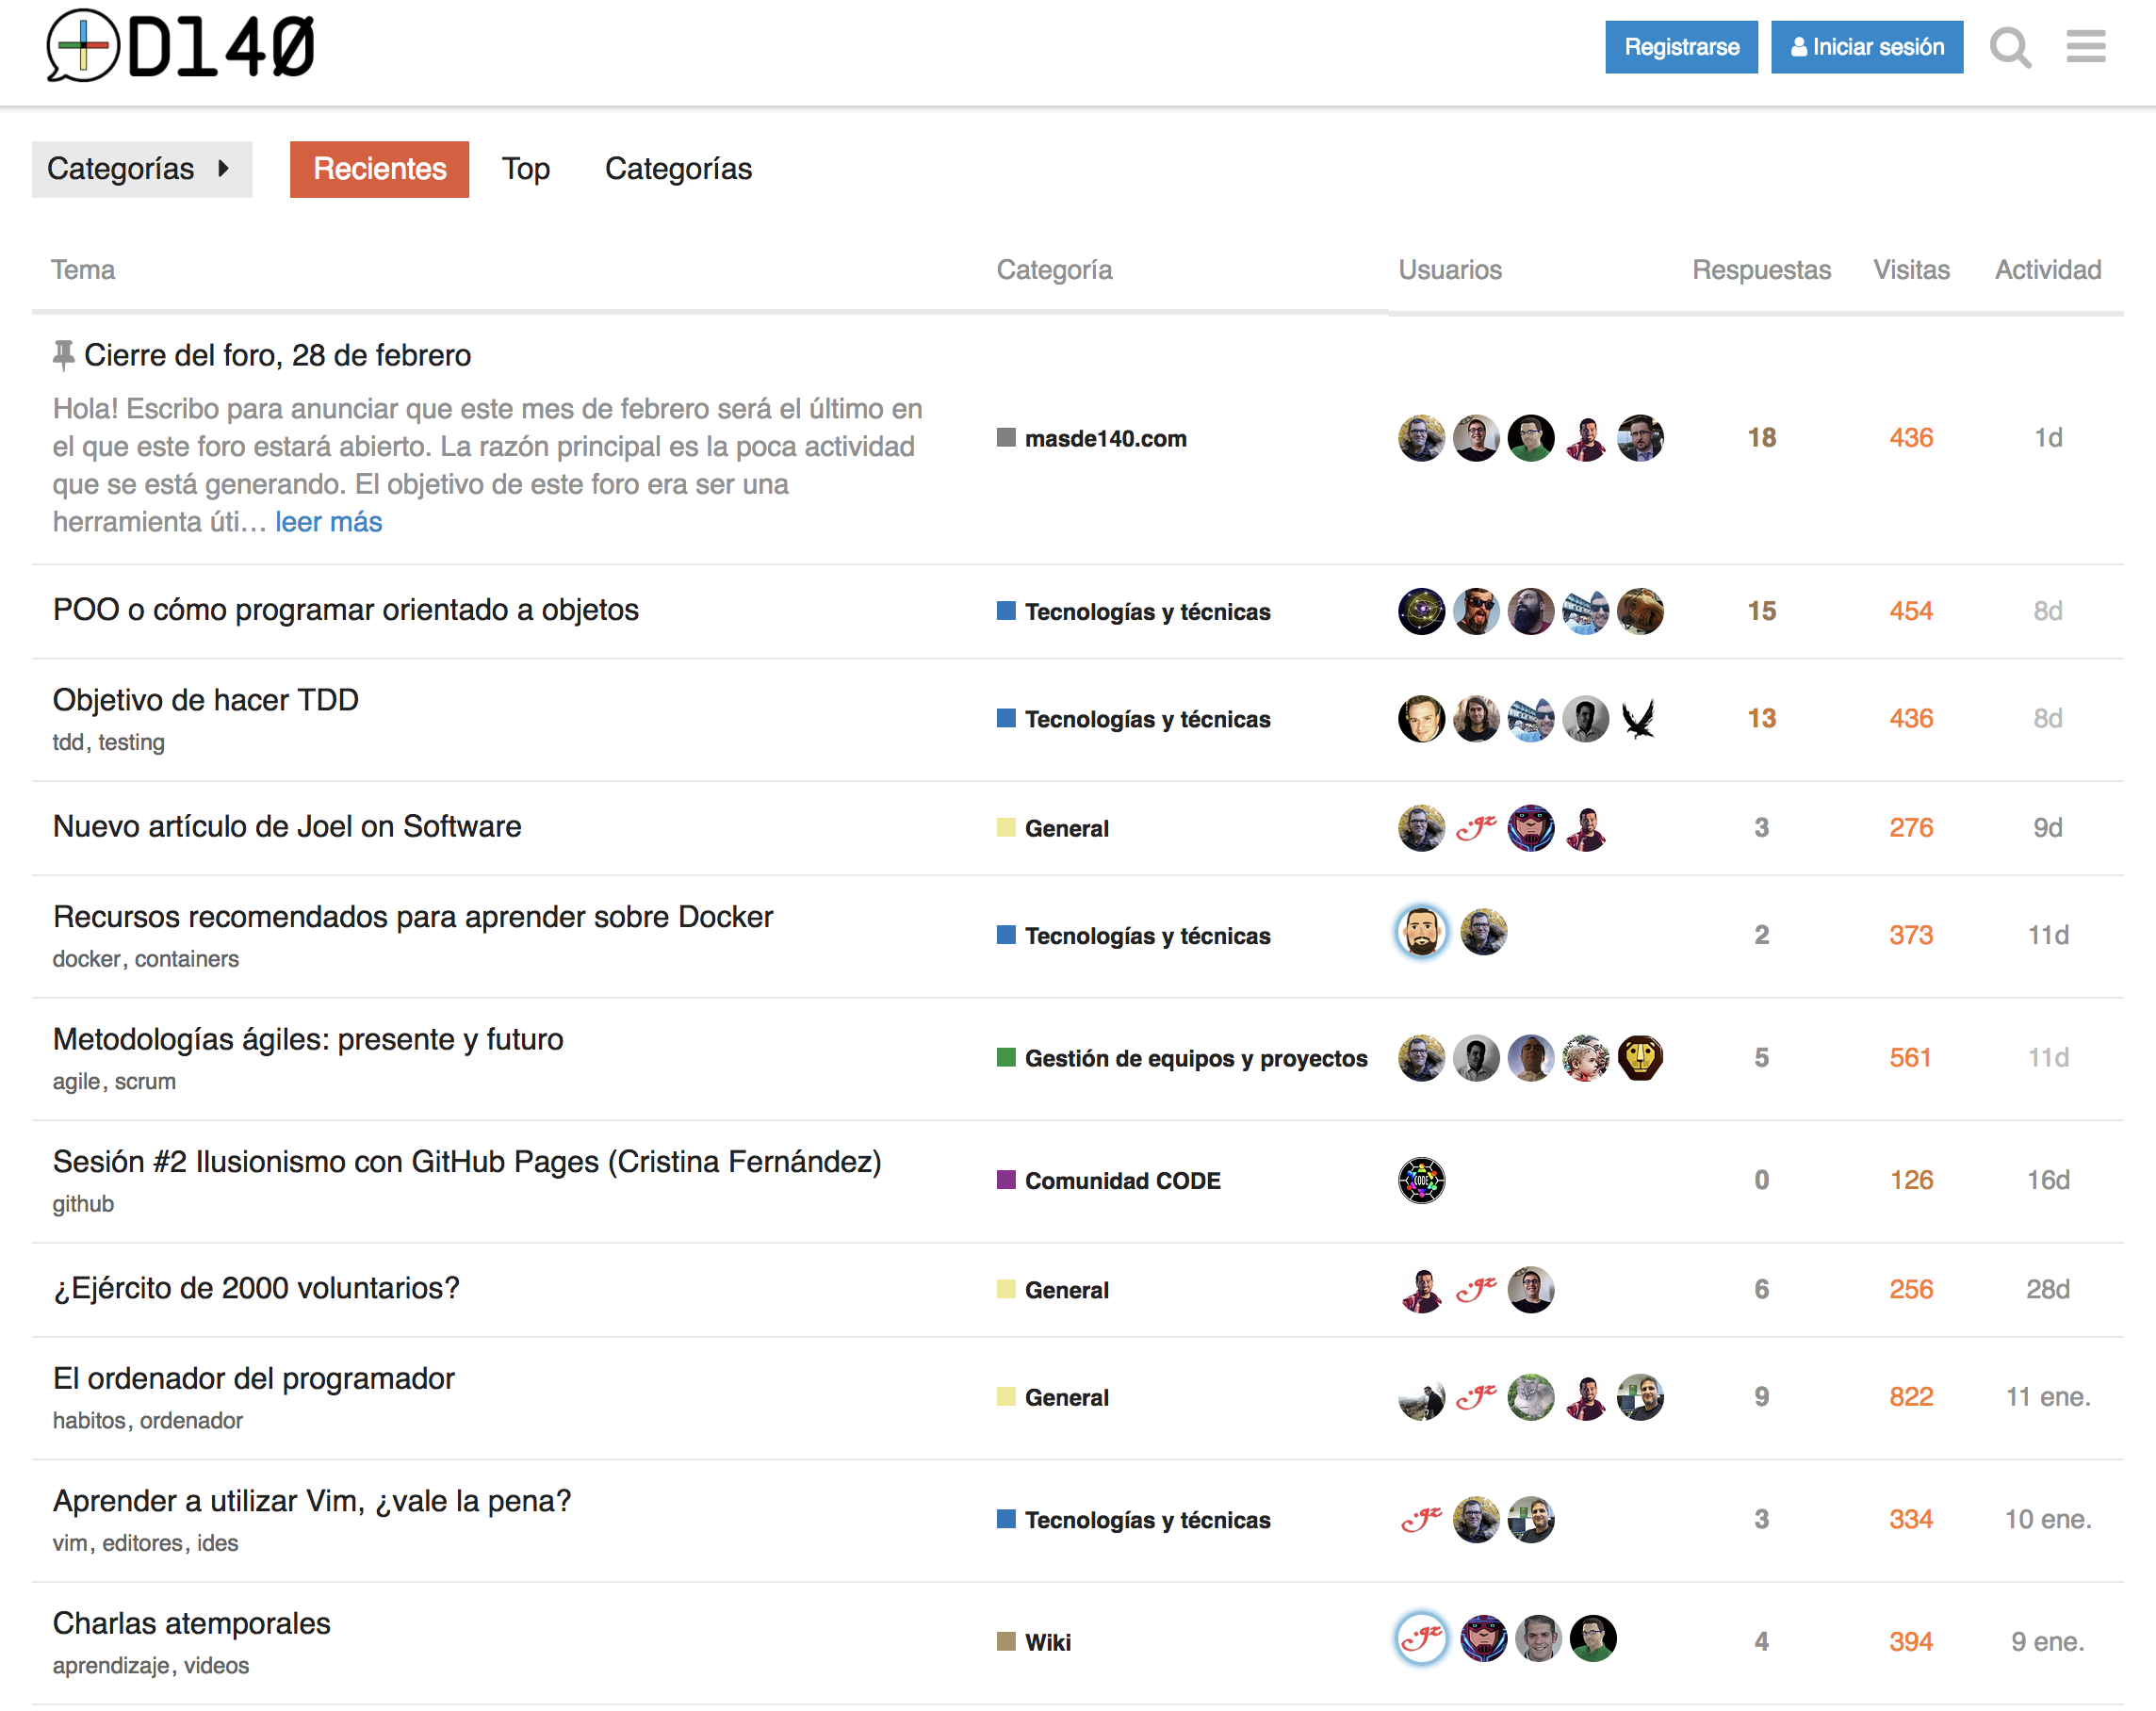 D140
Registrarse
Iniciar sesión
Categorías
Recientes
Top
Categorías
Tema
Categoría
Usuarios
Respuestas
Visitas
Actividad
Cierre del foro, 28 de febrero
Hola! Escribo para anunciar que este mes de febrero será el último en
el que este foro estará abierto. La razón principal es la poca actividad
que se está generando. El objetivo de este foro era ser una
herramienta úti… leer más
masde140.com
18
436
1d
POO o cómo programar orientado a objetos
Tecnologías y técnicas
15
454
8d
Objetivo de hacer TDD
tdd, testing
Tecnologías y técnicas
13
436
8d
Nuevo artículo de Joel on Software
General
3
276
9d
Recursos recomendados para aprender sobre Docker
docker, containers
Tecnologías y técnicas
2
373
11d
Metodologías ágiles: presente y futuro
agile, scrum
Gestión de equipos y proyectos
5
561
11d
Sesión #2 Ilusionismo con GitHub Pages (Cristina Fernández)
github
Comunidad CODE
CODE
0
126
16d
¿Ejército de 2000 voluntarios?
General
6
256
28d
El ordenador del programador
habitos, ordenador
General
9
822
11 ene.
Aprender a utilizar Vim, ¿vale la pena?
vim, editores, ides
Tecnologías y técnicas
3
334
10 ene.
Charlas atemporales
aprendizaje, videos
Wiki
4
394
9 ene.